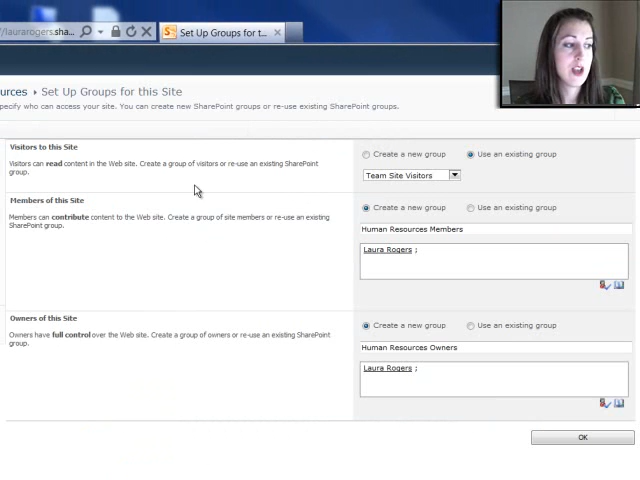 //laurarogers.sha...
Set Up Groups for t...
urces ▸ Set Up Groups for this Site
pecify who can access your site. You can create new SharePoint groups or re-use existing SharePoint groups.
Visitors to this Site
Visitors can read content in the Web site. Create a group of visitors or re-use an existing SharePoint
group.
Create a new group
Use an existing group
Team Site Visitors
Members of this Site
Members can contribute content to the Web site. Create a group of site members or re-use an existing
SharePoint group.
Create a new group
Use an existing group
Human Resources Members
Laura Rogers ;
Owners of this Site
Owners have full control over the Web site. Create a group of owners or re-use an existing SharePoint
group.
Create a new group
Use an existing group
Human Resources Owners
Laura Rogers ;
OK